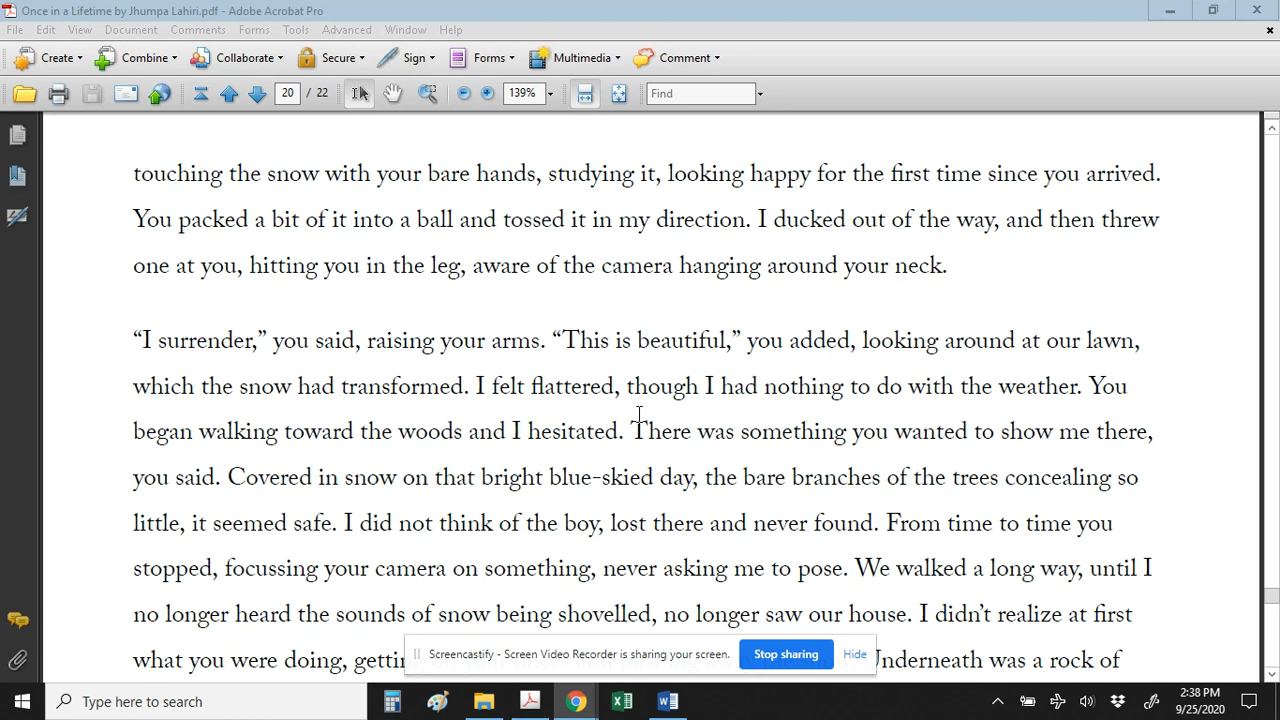 Once in a Lifetime by Jhumpa Lahiri.pdf - Adobe Acrobat Pro
File Edit View Document Comments Forms Tools Advanced Window Help
Create Combine Collaborate Secure Sign Forms Multimedia Comment
20 / 22 139% Find
touching the snow with your bare hands, studying it, looking happy for the first time since you arrived.
You packed a bit of it into a ball and tossed it in my direction. I ducked out of the way, and then threw
one at you, hitting you in the leg, aware of the camera hanging around your neck.
“I surrender,” you said, raising your arms. “This is beautiful,” you added, looking around at our lawn,
which the snow had transformed. I felt flattered, though I had nothing to do with the weather. You
began walking toward the woods and I hesitated. There was something you wanted to show me there,
you said. Covered in snow on that bright blue-skied day, the bare branches of the trees concealing so
little, it seemed safe. I did not think of the boy, lost there and never found. From time to time you
stopped, focussing your camera on something, never asking me to pose. We walked a long way, until I
no longer heard the sounds of snow being shovelled, no longer saw our house. I didn’t realize at first
what you were doing, Underneath was a rock of
Screencastify - Screen Video Recorder is sharing your screen. Stop sharing Hide
Type here to search
2:38 PM
9/25/2020